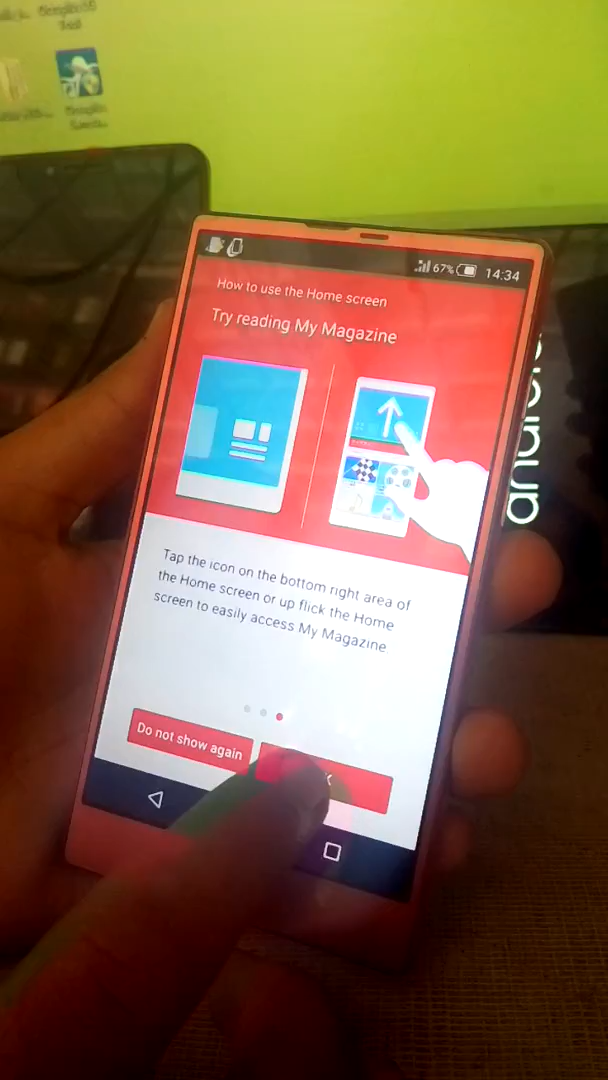 67% 14:34
How to use the Home screen
Try reading My Magazine
Tap the icon on the bottom right area of
the Home screen or up flick the Home
screen to easily access My Magazine.
Do not show again
android